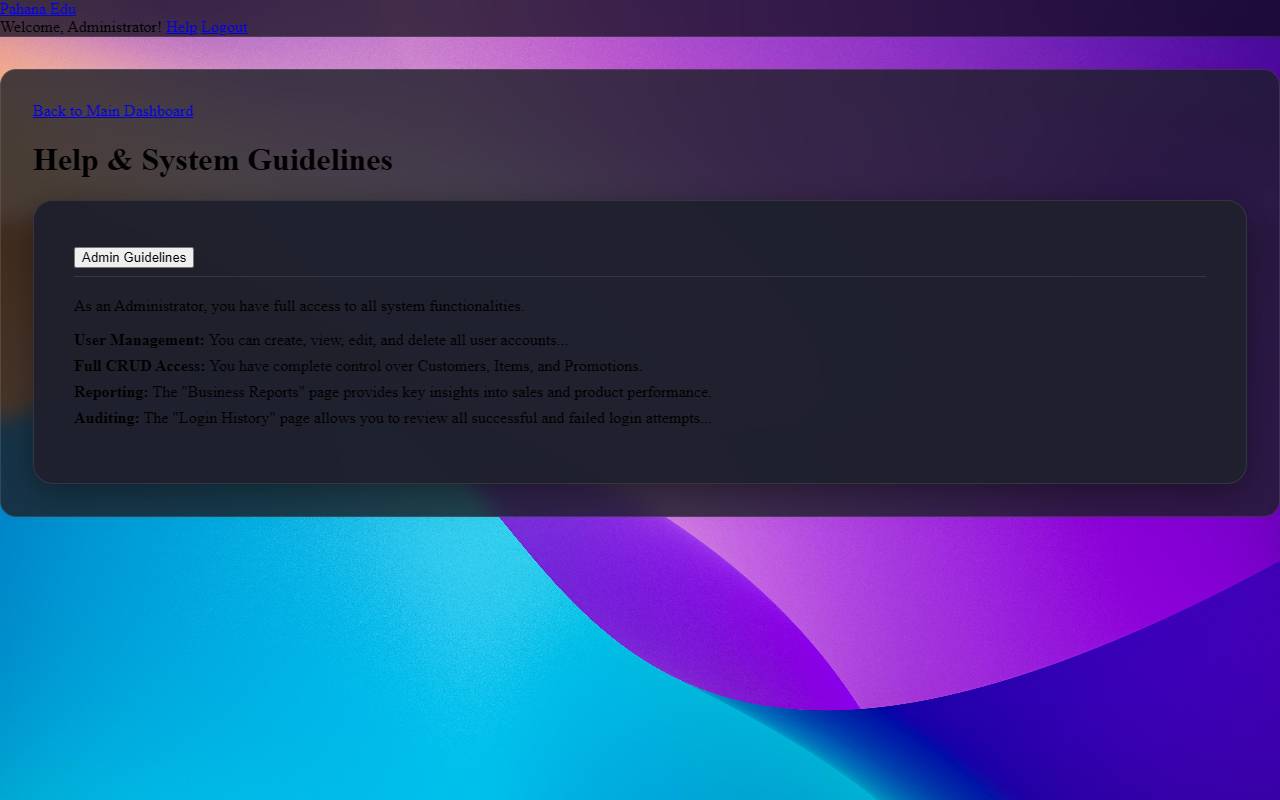 Pahana Edu
Welcome, Administrator! Help Logout
Back to Main Dashboard
Help & System Guidelines
Admin Guidelines
As an Administrator, you have full access to all system functionalities.
User Management: You can create, view, edit, and delete all user accounts...
Full CRUD Access: You have complete control over Customers, Items, and Promotions.
Reporting: The "Business Reports" page provides key insights into sales and product performance.
Auditing: The "Login History" page allows you to review all successful and failed login attempts...